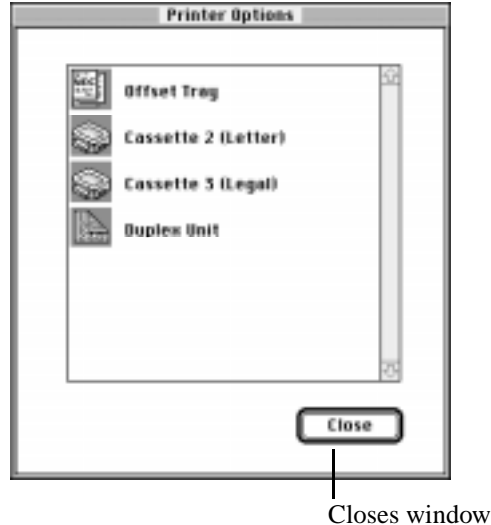 Printer Options
Offset Tray
Cassette 2 (Letter)
Cassette 3 (Legal)
Duplex Unit
Close
Closes window